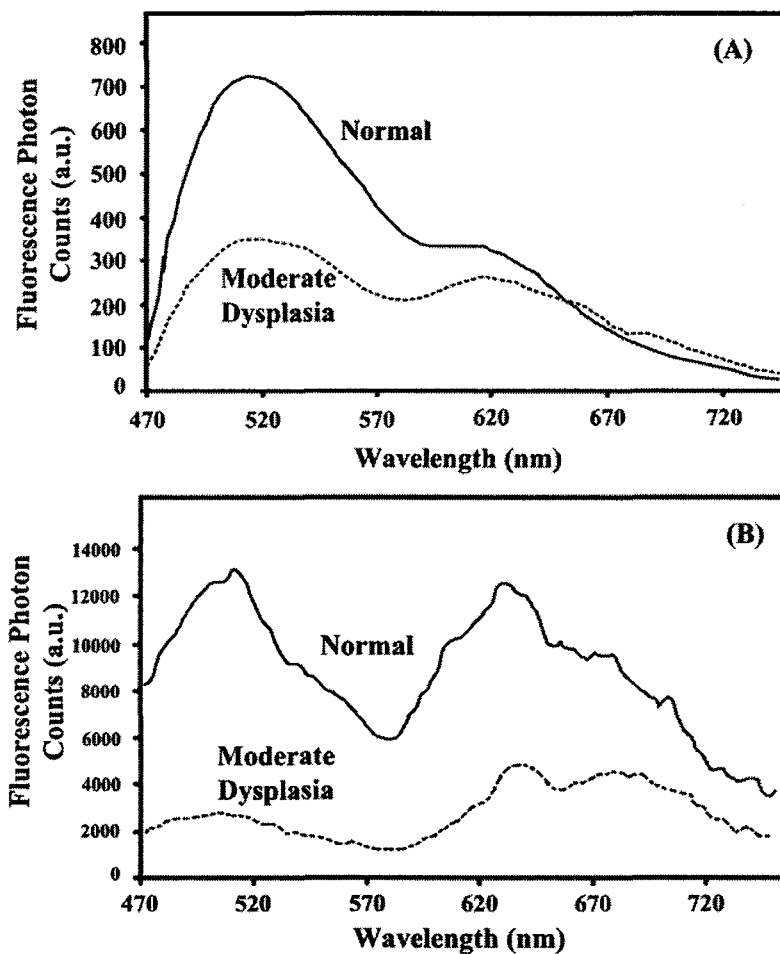 (A)
Fluorescence Photon
Counts (a.u.)
800
700
600
500
400
300
200
100
0
Normal
Moderate
Dysplasia
470
520
570
620
670
720
Wavelength (nm)
(B)
Fluorescence Photon
Counts (a.u.)
14000
12000
10000
8000
6000
4000
2000
0
Normal
Moderate
Dysplasia
470
520
570
620
670
720
Wavelength (nm)